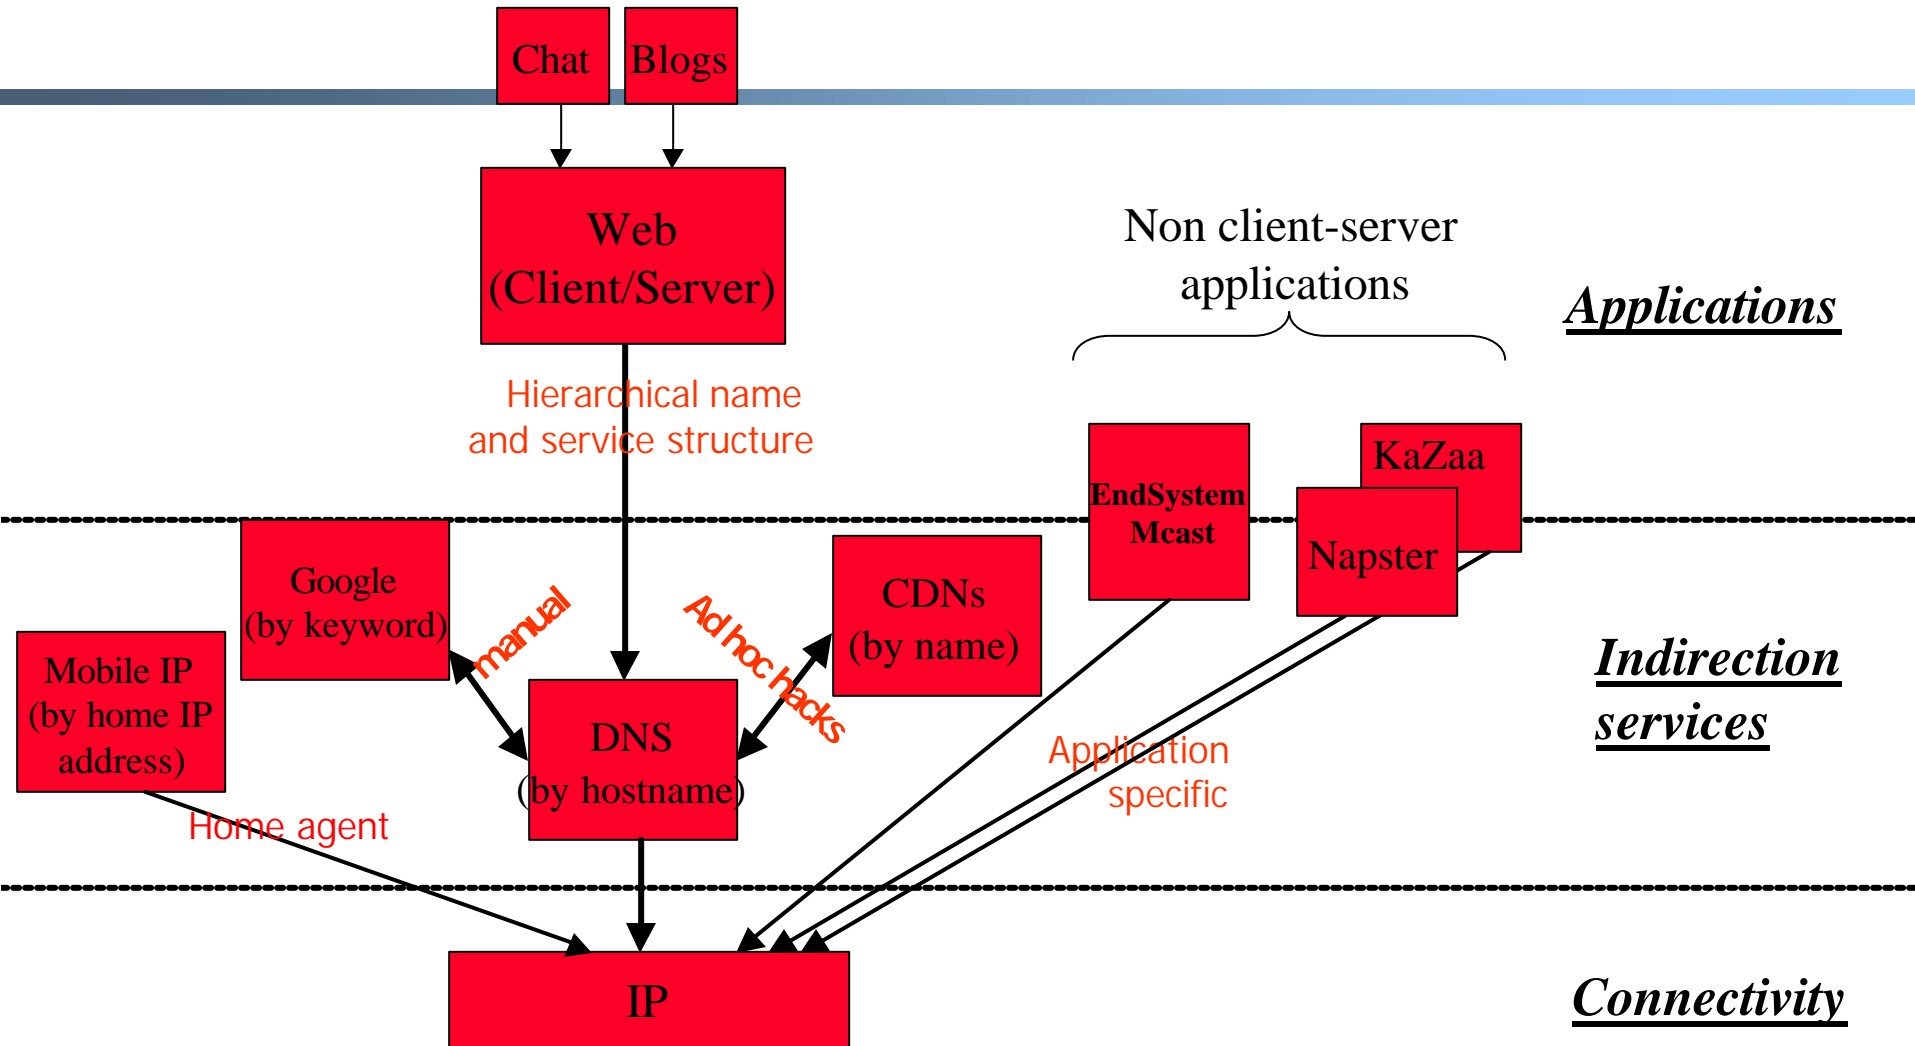 Chat
Blogs
Web
(Client/Server)
Non client-server
applications
Applications
Hierarchical name
and service structure
EndSystem
Mcast
KaZaa
Napster
Google
(by keyword)
manual
Ad hoc hacks
CDNs
(by name)
Mobile IP
(by home IP
address)
DNS
(by hostname)
Indirection
services
Application
specific
Home agent
IP
Connectivity